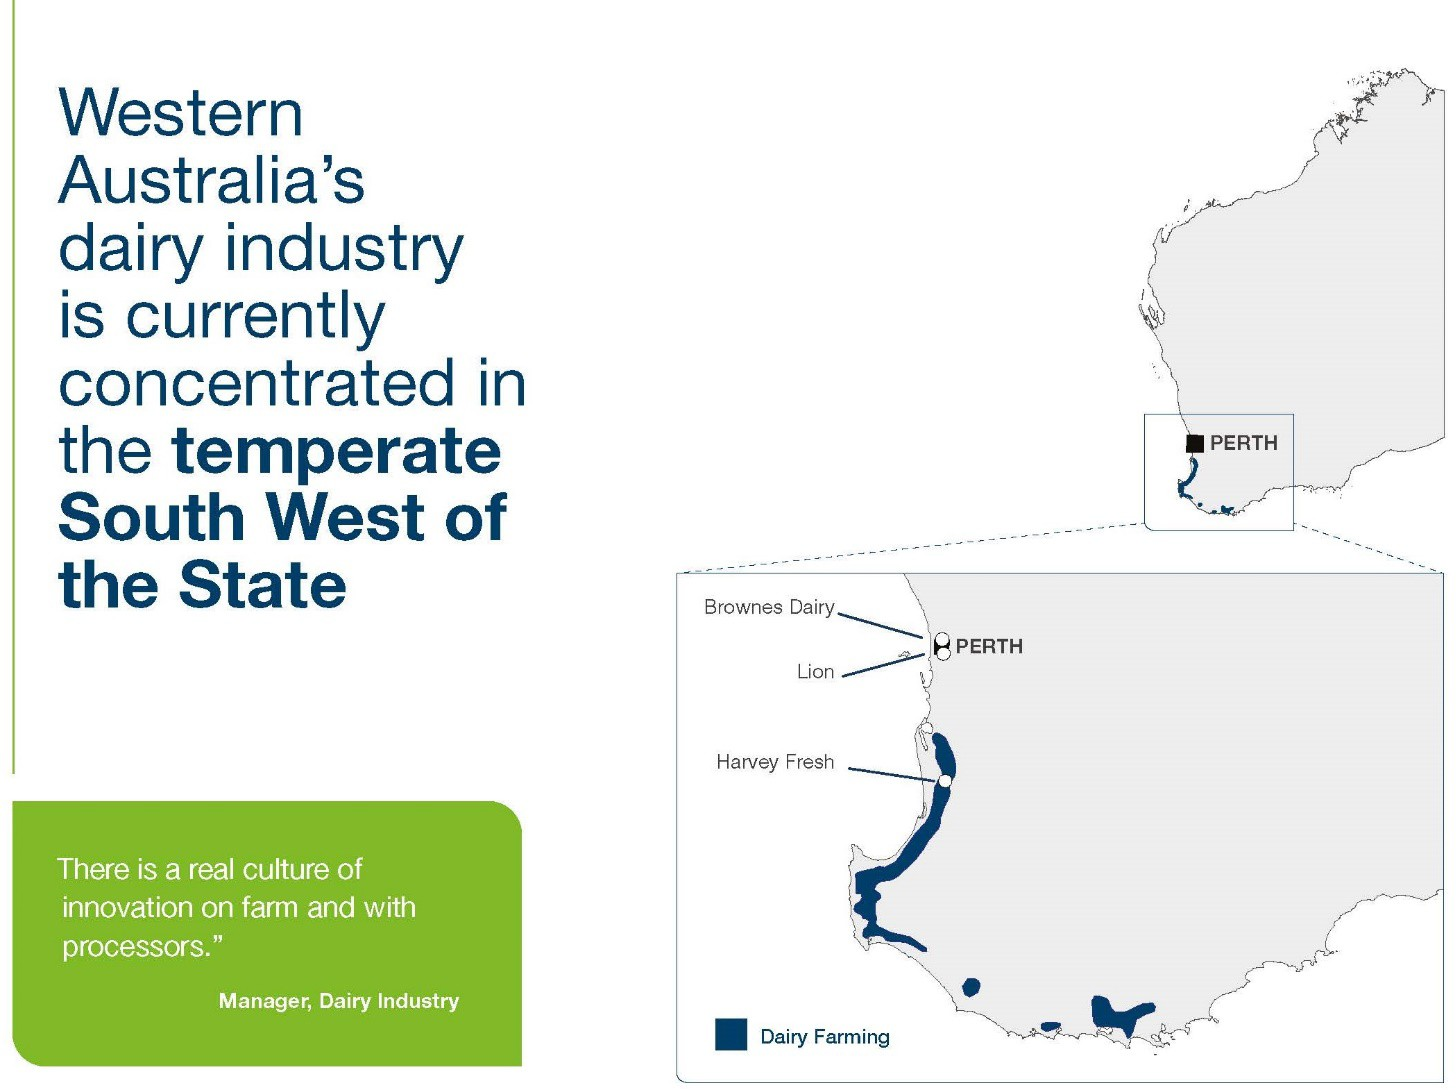 Western
Australia’s
dairy industry
is currently
concentrated in
the temperate
South West of
the State
There is a real culture of
innovation on farm and with
processors.”
Manager, Dairy Industry
PERTH
Brownes Dairy
PERTH
Lion
Harvey Fresh
Dairy Farming